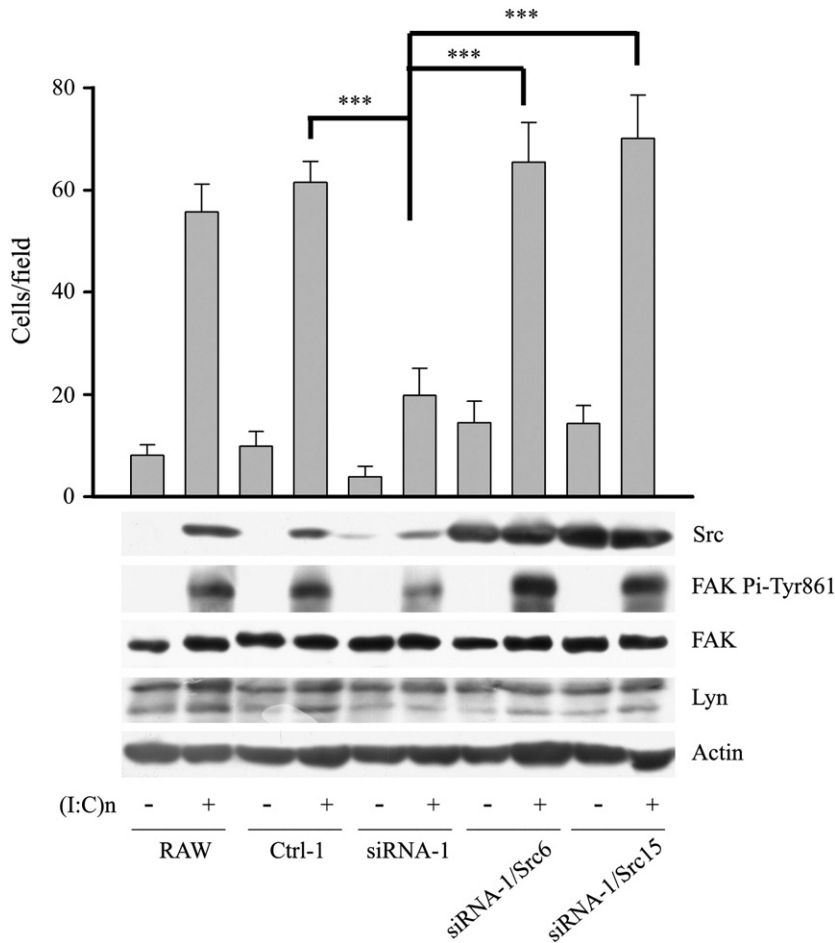 ***
***
***
80
60
40
20
0
Cells/field
Src
FAK Pi-Tyr861
FAK
Lyn
Actin
(I:C)n - + - + - + - + - +
RAW Ctrl-1 siRNA-1 siRNA-1/Src6 siRNA-1/Src15